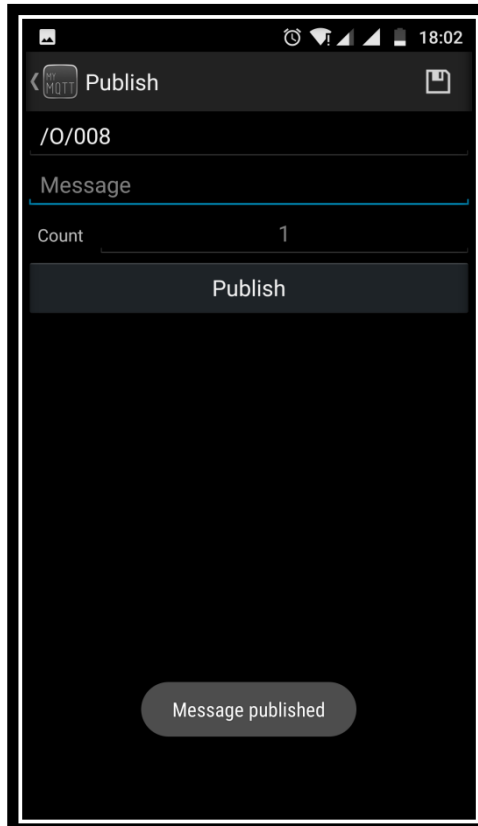 18:02
MY
MQTT
Publish
/O/008
Message
Count 1
Publish
Message published